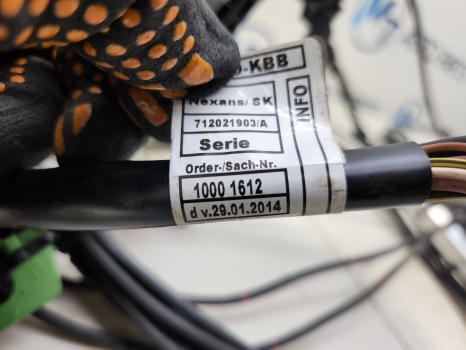 -KBB
Nexans/SK
712021903/A
Serie
Order-/Sach-Nr.
1000 1612
d v.29.01.2014
INFO